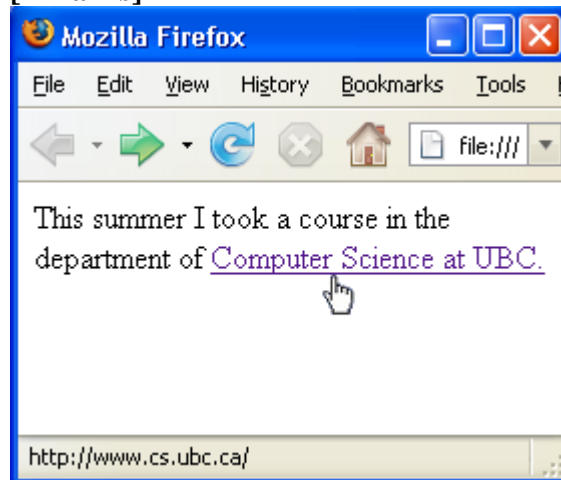 Mozilla Firefox
File Edit View History Bookmarks Tools
file:///
This summer I took a course in the
department of Computer Science at UBC.
http://www.cs.ubc.ca/